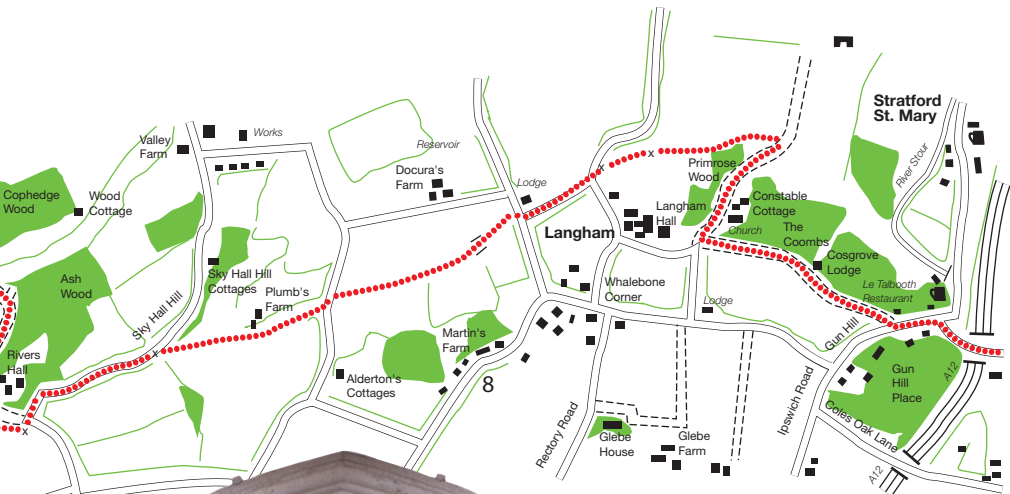 Stratford
St. Mary
Works
Valley
Farm
Reservoir
River Stour
Docura's
Farm
Primrose
Wood
Lodge
Cophedge
Wood
Wood
Cottage
Constable
Cottage
Langham
Hall
The
Coombs
Church
Langham
Cosgrove
Lodge
Ash
Wood
Sky Hall Hill
Cottages
Whalebone
Corner
Le Talbooth
Restaurant
Plumb's
Farm
Lodge
Sky Hall Hill
Gun Hill
Martin's
Farm
Rivers
Hall
Gun
Hill
Place
A12
8
Alderton's
Cottages
Ipswich Road
Coles Oak Lane
Rectory Road
Glebe
House
Glebe
Farm
A12
x
x
x
x